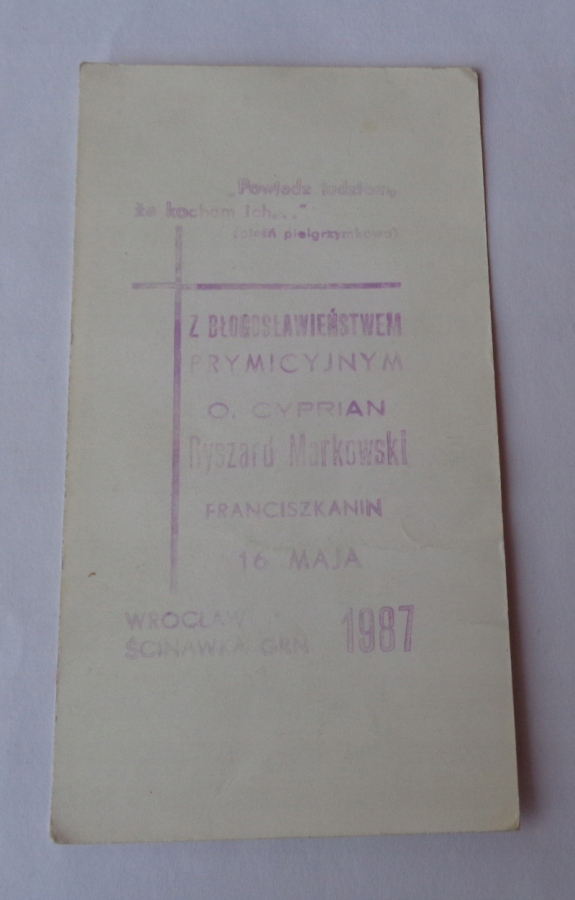 „Powiedz ludziom,
że kocham ich..."
(pieśń pielgrzymkowa)
Z BŁOGOSŁAWIEŃSTWEM
PRYMICYJNYM
O. CYPRIAN
Ryszard Markowski
FRANCISZKANIN
16 MAJA
WROCŁAW
ŚCINAWKA GRN 1987